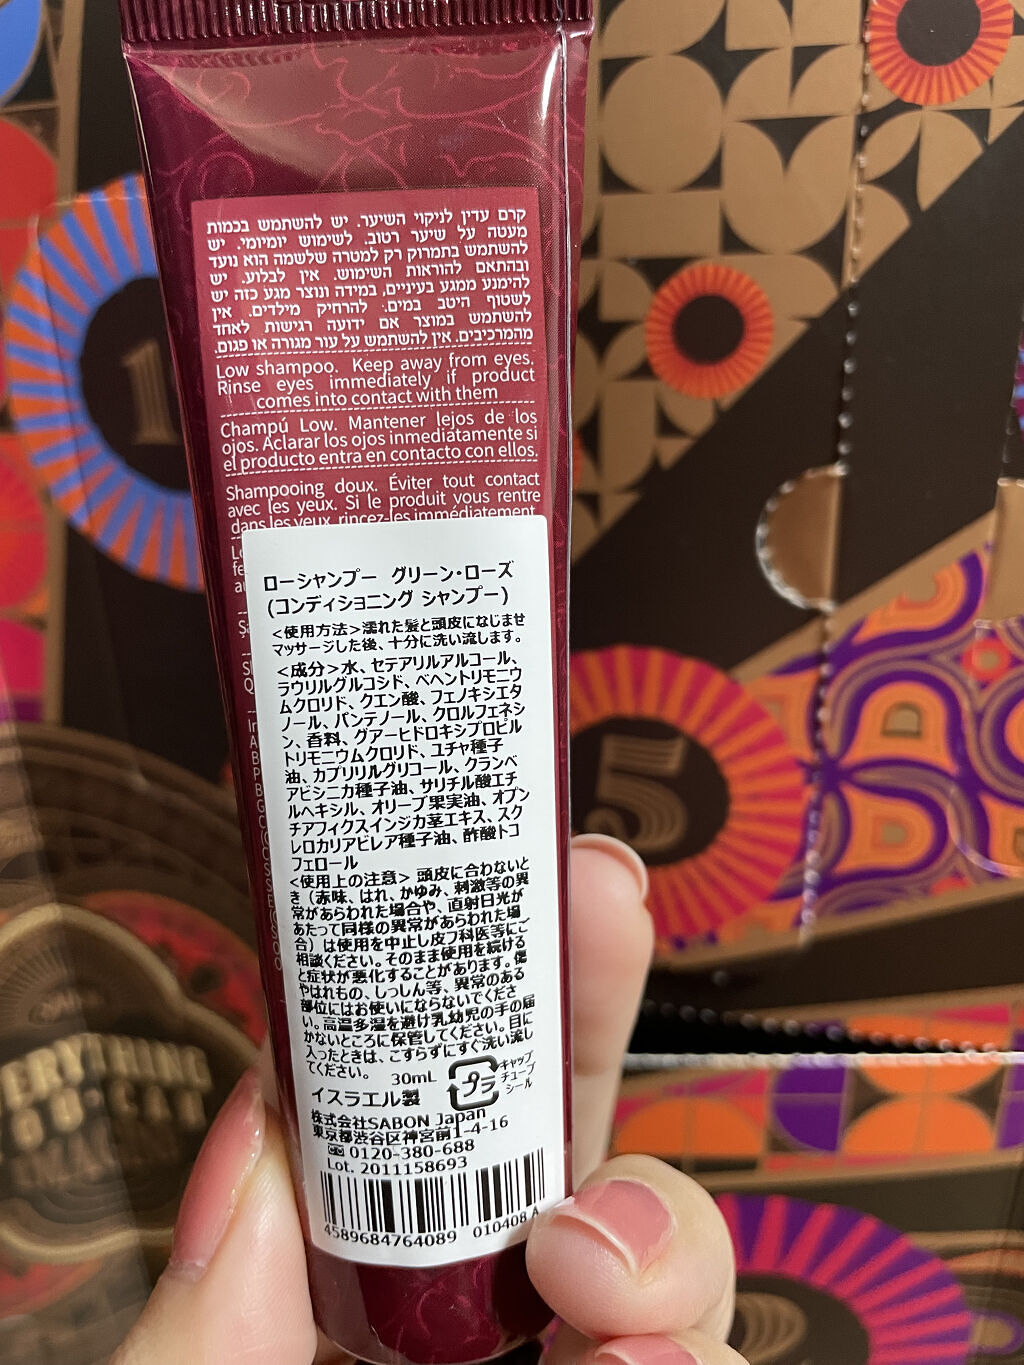 קרם עדין לניקוי השיער. יש להשתמש בכמות
מעטה על שיער רטוב. לשימוש יומיומי. יש
להשתמש בתמרוק רק למטרה שלשמה הוא נועד
ובהתאם להוראות השימוש. אין לבלוע. יש
להימנע ממגע בעיניים, במידה ונוצר מגע כזה יש
לשטוף היטב במים. להרחיק מילדים. אין
להשתמש במוצר אם ידועה רגישות לאחד
מהמרכיבים. אין להשתמש על עור מגורה או פגום.
Low shampoo. Keep away from eyes.
Rinse eyes immediately if product
comes into contact with them
Champú Low. Mantener lejos de los
ojos. Aclarar los ojos inmediatamente si
el producto entra en contacto con ellos.
Shampooing doux. Éviter tout contact
avec les yeux. Si le produit vous rentre
dans les yeux, rincez-les immédiatement.
ローシャンプー グリーン・ローズ
(コンディショニング シャンプー)
<使用方法>濡れた髪と頭皮になじませ
マッサージした後、十分に洗い流します。
<成分>水、セテアリルアルコール、
ラウリルグルコシド、ベヘントリモニウ
ムクロリド、クエン酸、フェノキシエタ
ノール、パンテノール、クロルフェネシ
ン、香料、グアーヒドロキシプロピル
トリモニウムクロリド、ユチャ種子
油、カプリリルグリコール、クランベ
アビシニカ種子油、サリチル酸エチ
ルヘキシル、オリーブ果実油、オプン
チアフィクスインジカ茎エキス、スク
レロカリアビレア種子油、酢酸トコ
フェロール
<使用上の注意> 頭皮に合わないと
き（赤味、はれ、かゆみ、刺激等の異
常があらわれた場合や、直射日光が
あたって同様の異常があらわれた場
合）は使用を中止し皮フ科医等にご
相談ください。そのまま使用を続ける
と症状が悪化することがあります。傷
やはれもの、しっしん等、異常のある
部位にはお使いにならないでくださ
い。高温多湿を避け乳幼児の手の届
かないところに保管してください。目に
入ったときは、こすらずにすぐ洗い流し
てください。 30mL
プラ
キャップ
チューブ
シール
イスラエル製
株式会社SABON Japan
東京都渋谷区神宮前1-4-16
0120-380-688
Lot. 2011158693
4589684764089 010408 A
1
5